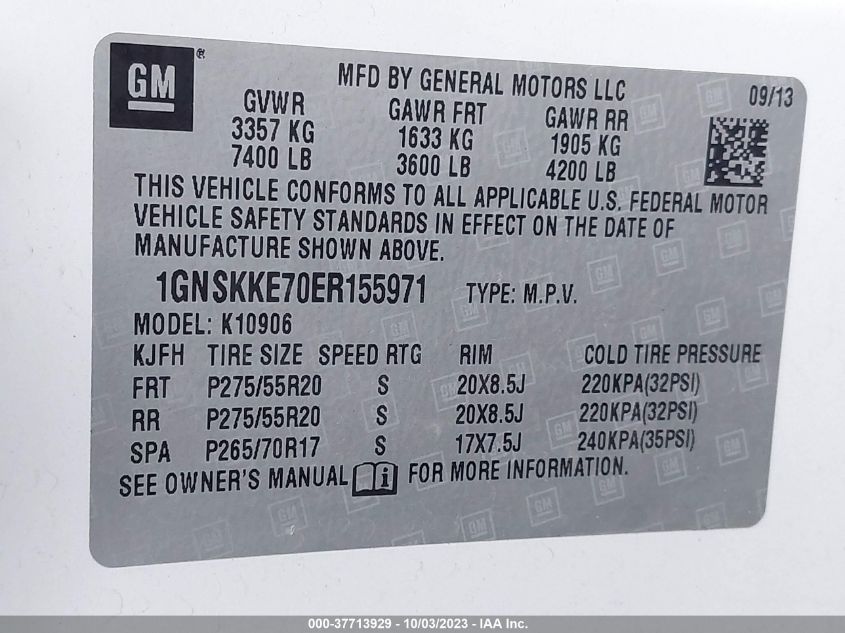 GM ®
MFD BY GENERAL MOTORS LLC
09/13
GVWR GAWR FRT GAWR RR
3357 KG 1633 KG 1905 KG
7400 LB 3600 LB 4200 LB
THIS VEHICLE CONFORMS TO ALL APPLICABLE U.S. FEDERAL MOTOR
VEHICLE SAFETY STANDARDS IN EFFECT ON THE DATE OF
MANUFACTURE SHOWN ABOVE.
1GNSKKE70ER155971 TYPE: M.P.V.
MODEL: K10906
KJFH TIRE SIZE SPEED RTG RIM COLD TIRE PRESSURE
FRT P275/55R20 S 20X8.5J 220KPA(32PSI)
RR P275/55R20 S 20X8.5J 220KPA(32PSI)
SPA P265/70R17 S 17X7.5J 240KPA(35PSI)
SEE OWNER'S MANUAL i FOR MORE INFORMATION.
000-37713929 - 10/03/2023 - IAA Inc.